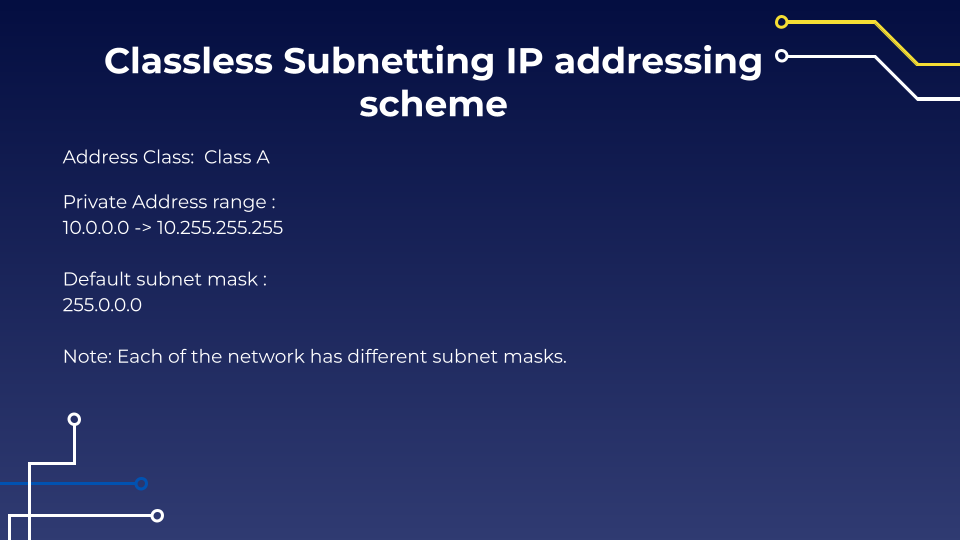 Classless Subnetting IP addressing
scheme
Address Class:  Class A
Private Address range :
10.0.0.0 -> 10.255.255.255
Default subnet mask :
255.0.0.0
Note: Each of the network has different subnet masks.